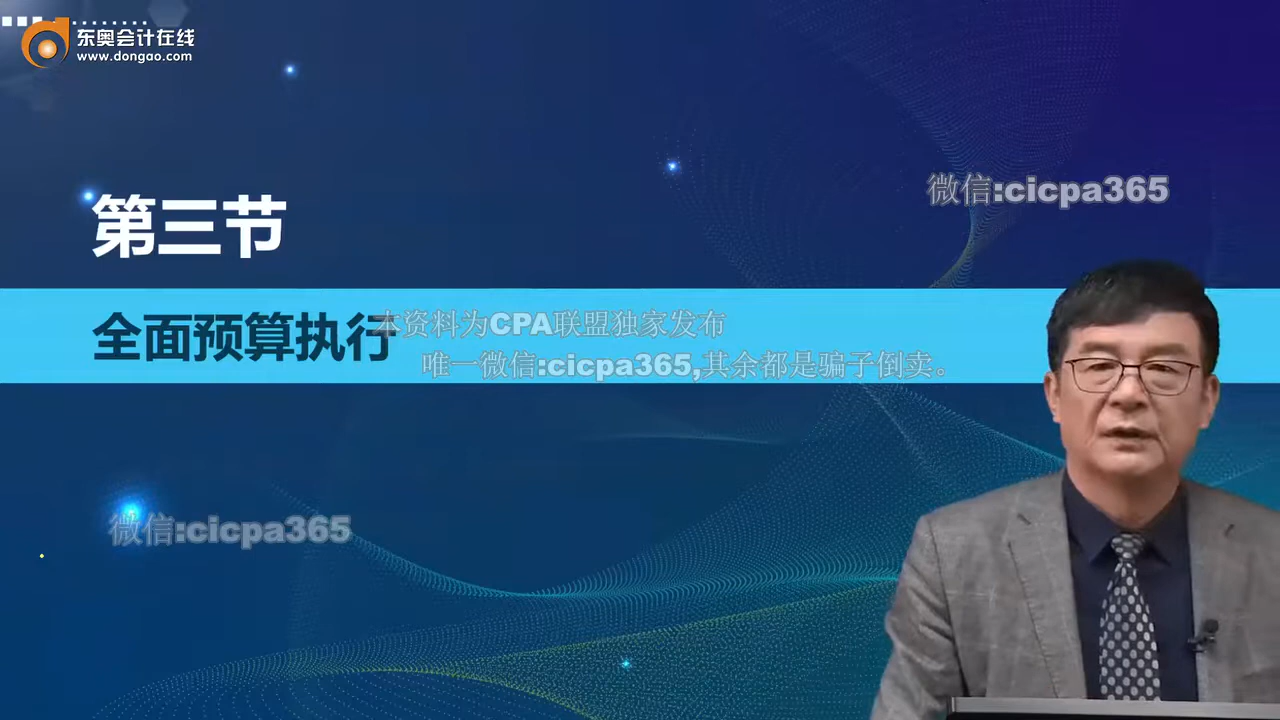 东奥会计在线
www.dongao.com
微信:cicpa365
第三节
全面预算执行
本资料为CPA联盟独家发布
唯一微信:cicpa365,其余都是骗子倒卖。
微信:cicpa365